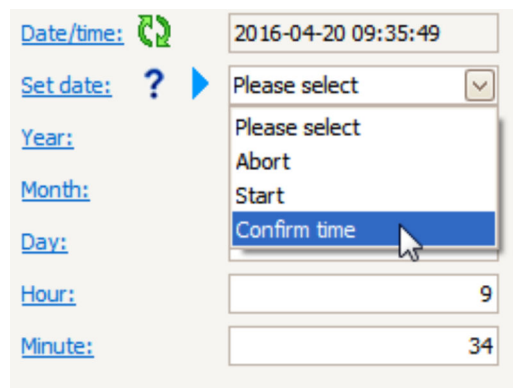 Date/time: 2016-04-20 09:35:49
Set date: ? Please select
Please select
Year:
Abort
Month:
Start
Confirm time
Day:
Hour: 9
Minute: 34